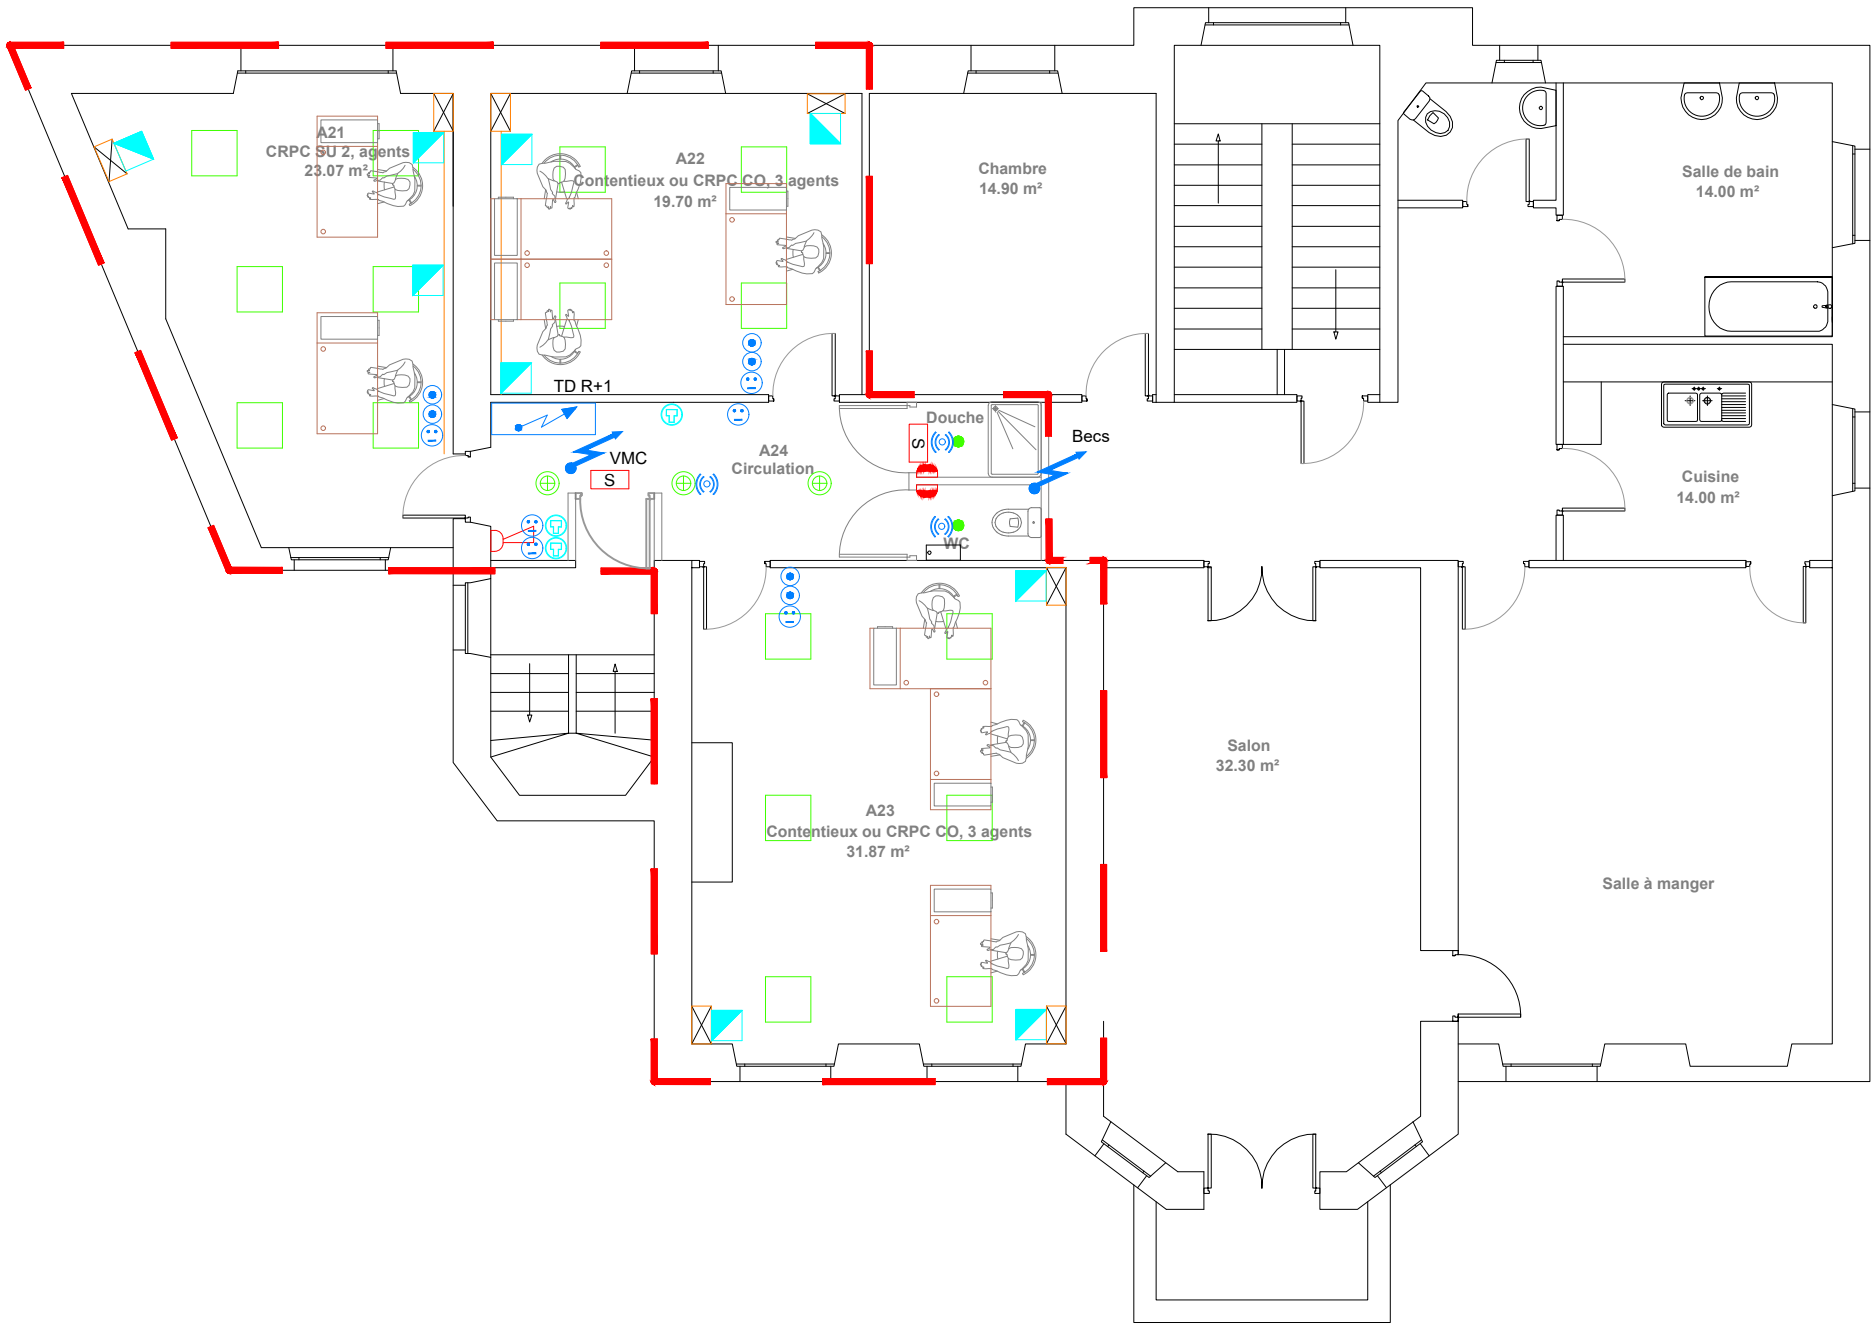 A21
CRPC SU 2, agents
23.07 m²
A22
Contentieux ou CRPC CO, 3 agents
19.70 m²
Chambre
14.90 m²
Salle de bain
14.00 m²
TD R+1
VMC
S
A24
Circulation
Douche
S
WC
Becs
Cuisine
14.00 m²
A23
Contentieux ou CRPC CO, 3 agents
31.87 m²
Salon
32.30 m²
Salle à manger